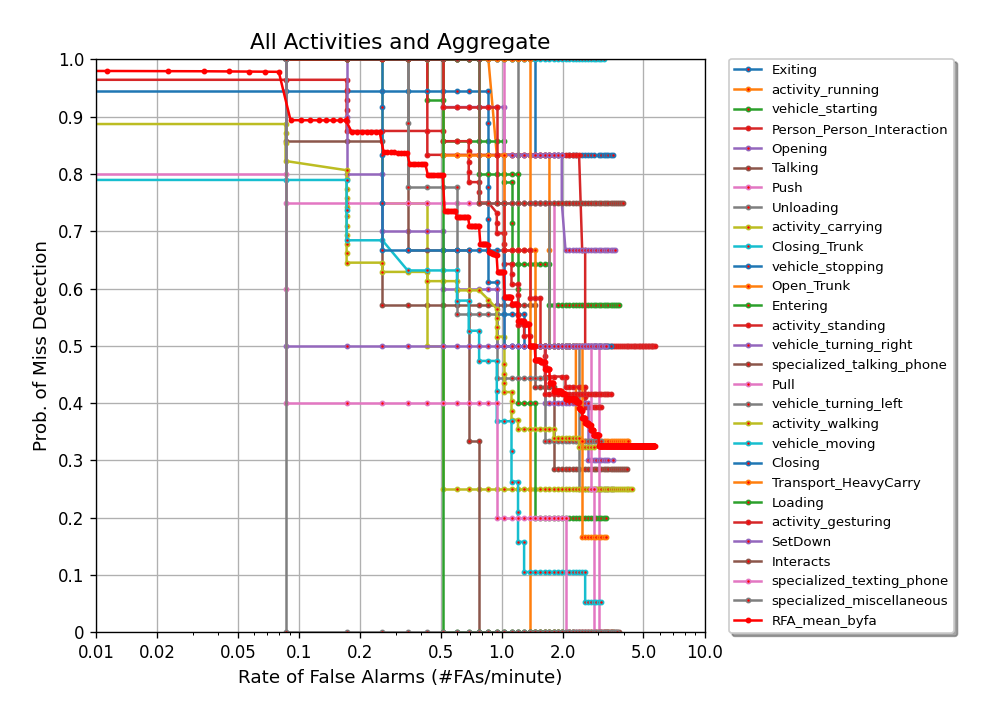 All Activities and Aggregate
Prob. of Miss Detection
1.0
0.9
0.8
0.7
0.6
0.5
0.4
0.3
0.2
0.1
0
0.01 0.02 0.05 0.1 0.2 0.5 1.0 2.0 5.0 10.0
Rate of False Alarms (#FAs/minute)
Exiting
activity_running
vehicle_starting
Person_Person_Interaction
Opening
Talking
Push
Unloading
activity_carrying
Closing_Trunk
vehicle_stopping
Open_Trunk
Entering
activity_standing
vehicle_turning_right
specialized_talking_phone
Pull
vehicle_turning_left
activity_walking
vehicle_moving
Closing
Transport_HeavyCarry
Loading
activity_gesturing
SetDown
Interacts
specialized_texting_phone
specialized_miscellaneous
RFA_mean_byfa